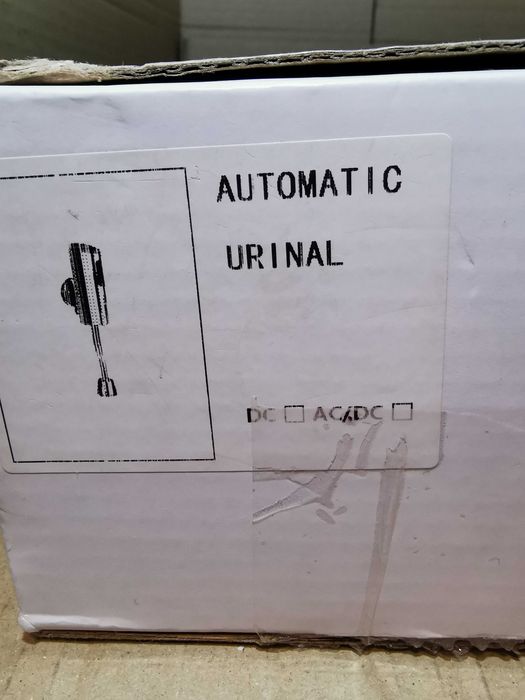 AUTOMATIC
URINAL
DC □ AC/DC □